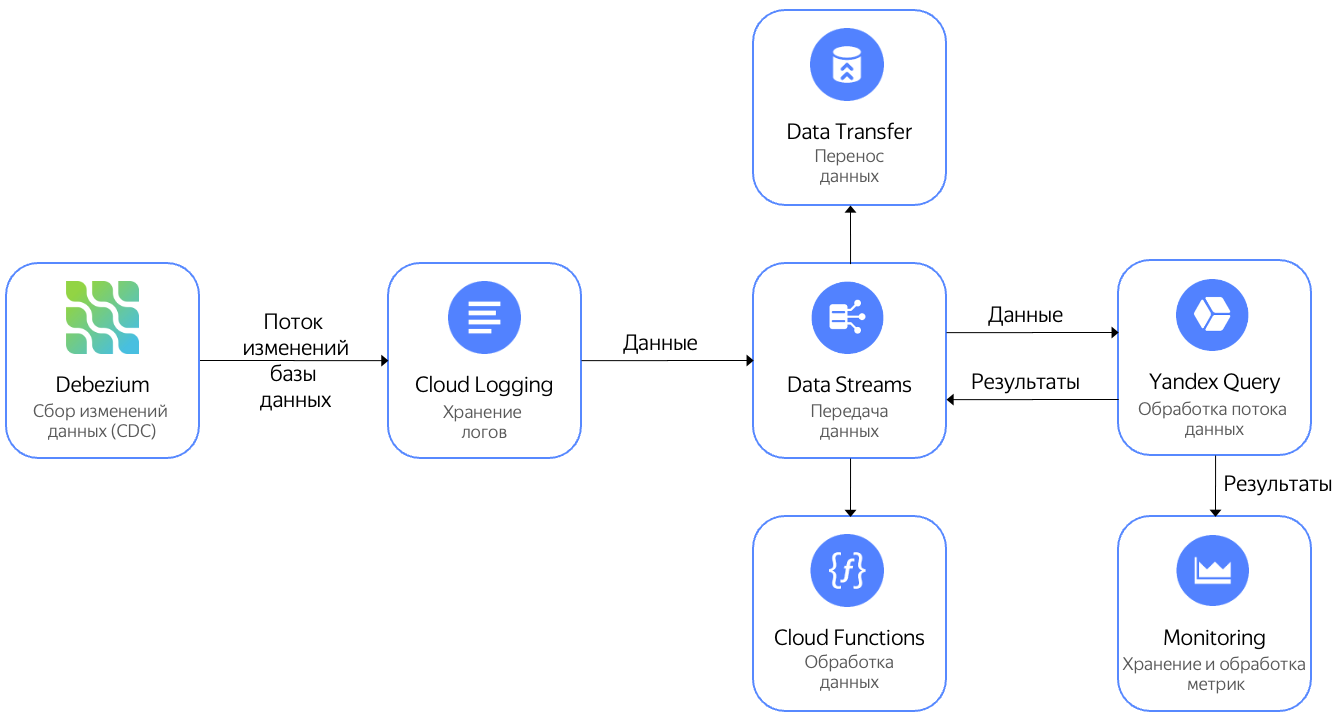 Data Transfer
Перенос
данных
Debezium
Сбор изменений
данных (CDC)
Поток
изменений
базы
данных
Cloud Logging
Хранение
логов
Данные
Data Streams
Передача
данных
Данные
Результаты
Yandex Query
Обработка потока
данных
Результаты
Cloud Functions
Обработка
данных
Monitoring
Хранение и обработка
метрик